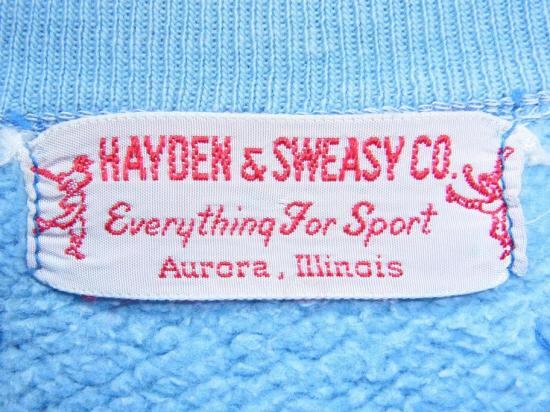 HAYDEN & SWEASY CO.
Everything For Sport
Aurora, Illinois